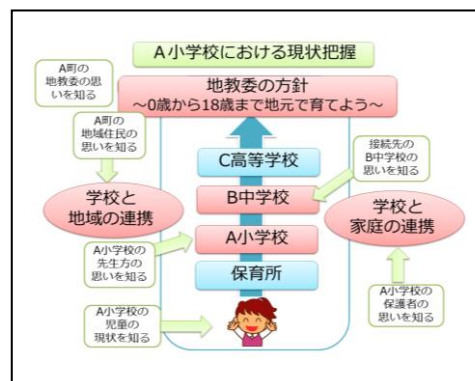 A小学校における現状把握
A町の
地教委の思
いを知る
地教委の方針
～0歳から18歳まで地元で育てよう～
A町の
地域住民の
思いを知る
C高等学校
接続先の
B中学校の
思いを知る
B中学校
学校と
地域の連携
学校と
家庭の連携
A小学校
A小学校の
先生方の
思いを知る
保育所
A小学校の
保護者の
思いを知る
A小学校の
児童の
現状を知る